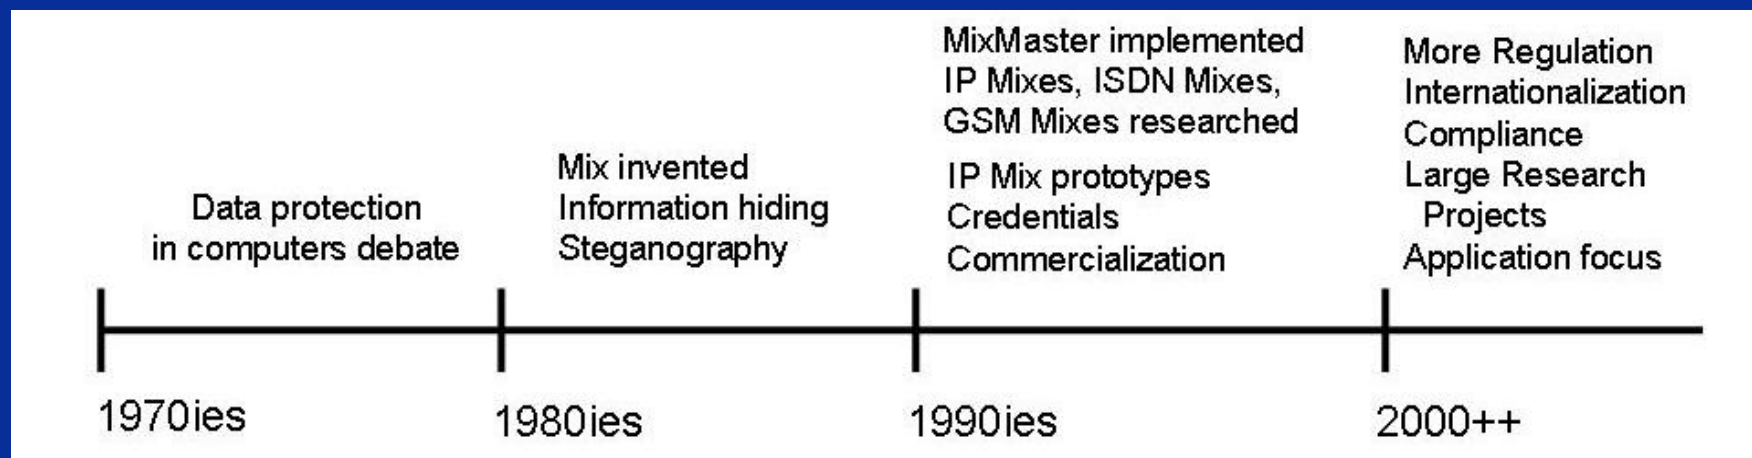 Data protection
in computers debate
Mix invented
Information hiding
Steganography
MixMaster implemented
IP Mixes, ISDN Mixes,
GSM Mixes researched
IP Mix prototypes
Credentials
Commercialization
More Regulation
Internationalization
Compliance
Large Research
Projects
Application focus
1970ies
1980ies
1990ies
2000++